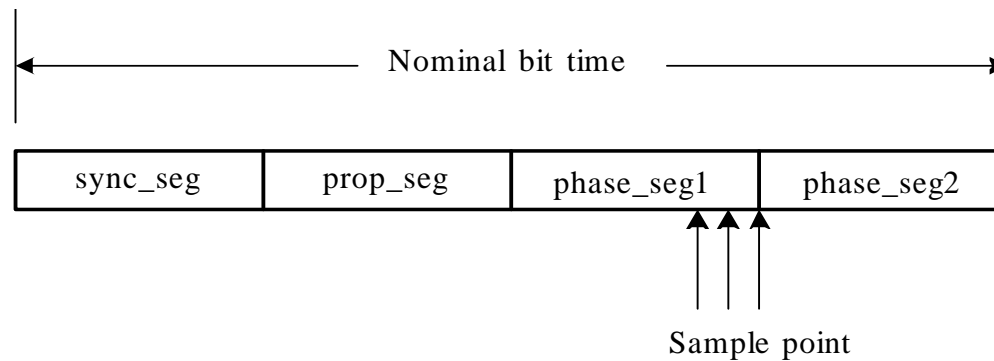 Nominal bit time
sync_seg prop_seg phase_seg1 phase_seg2
Sample point